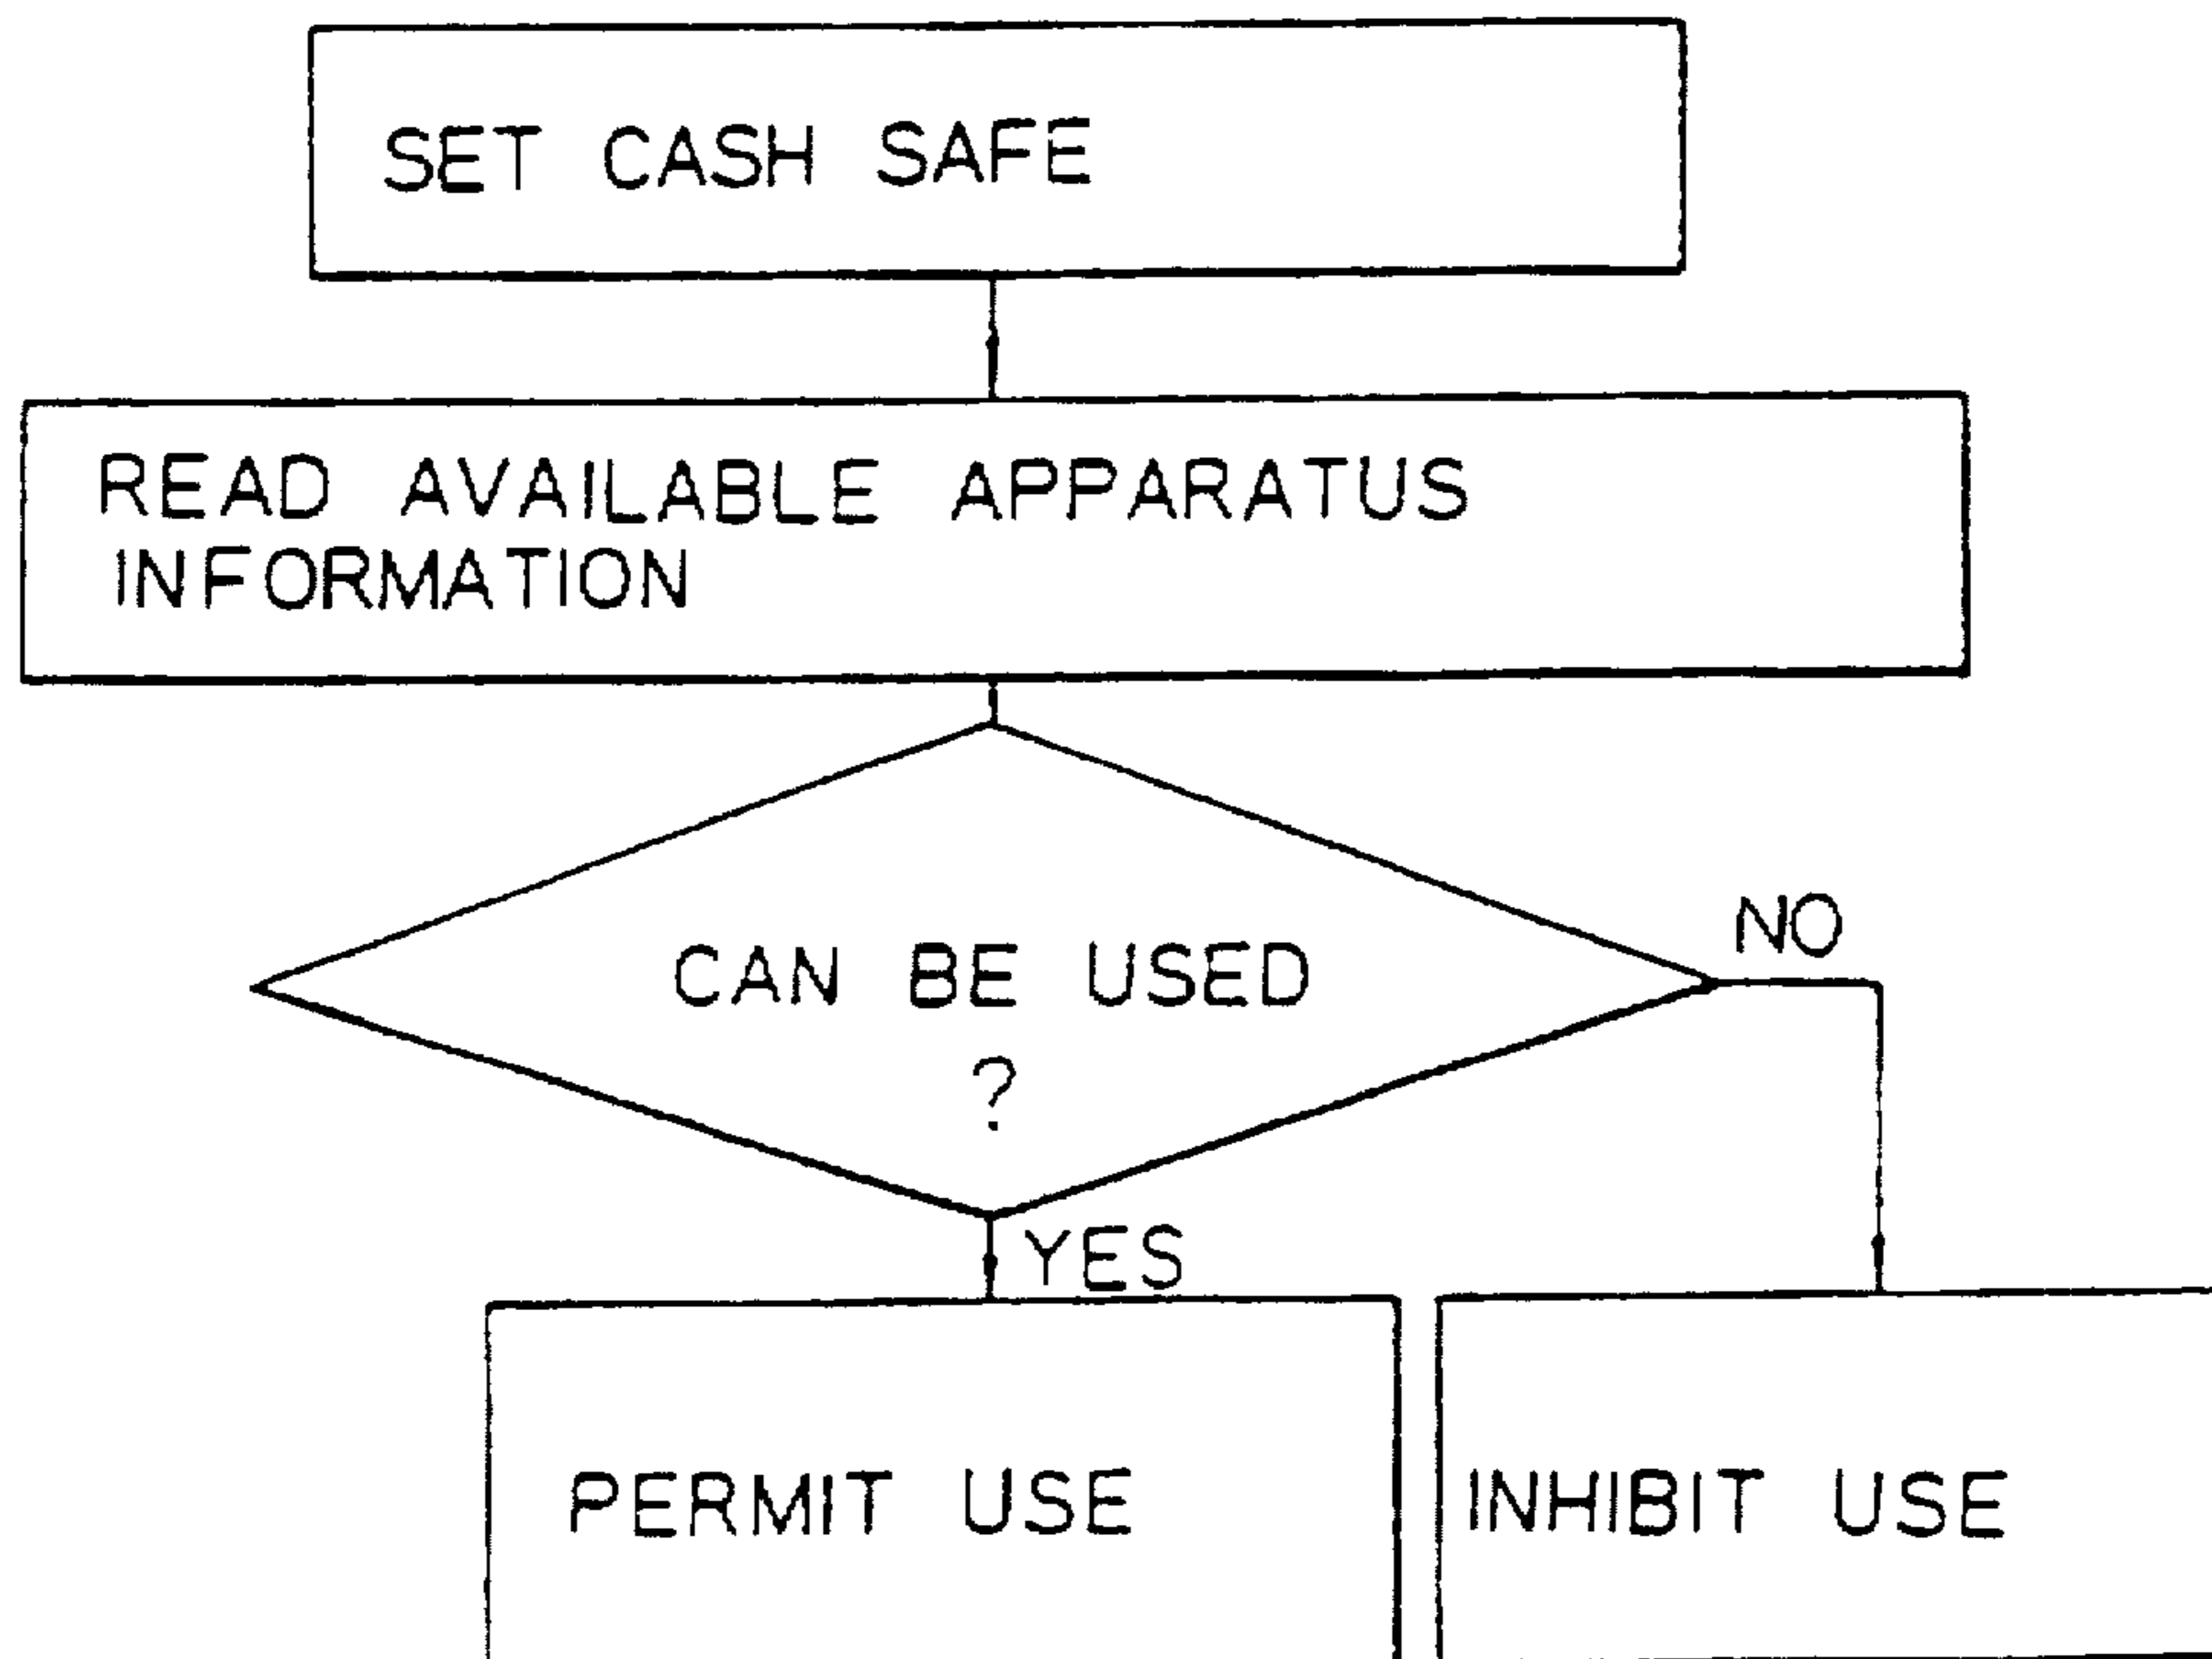 SET CASH SAFE
READ AVAILABLE APPARATUS
INFORMATION
CAN BE USED
?
NO
YES
PERMIT USE
INHIBIT USE